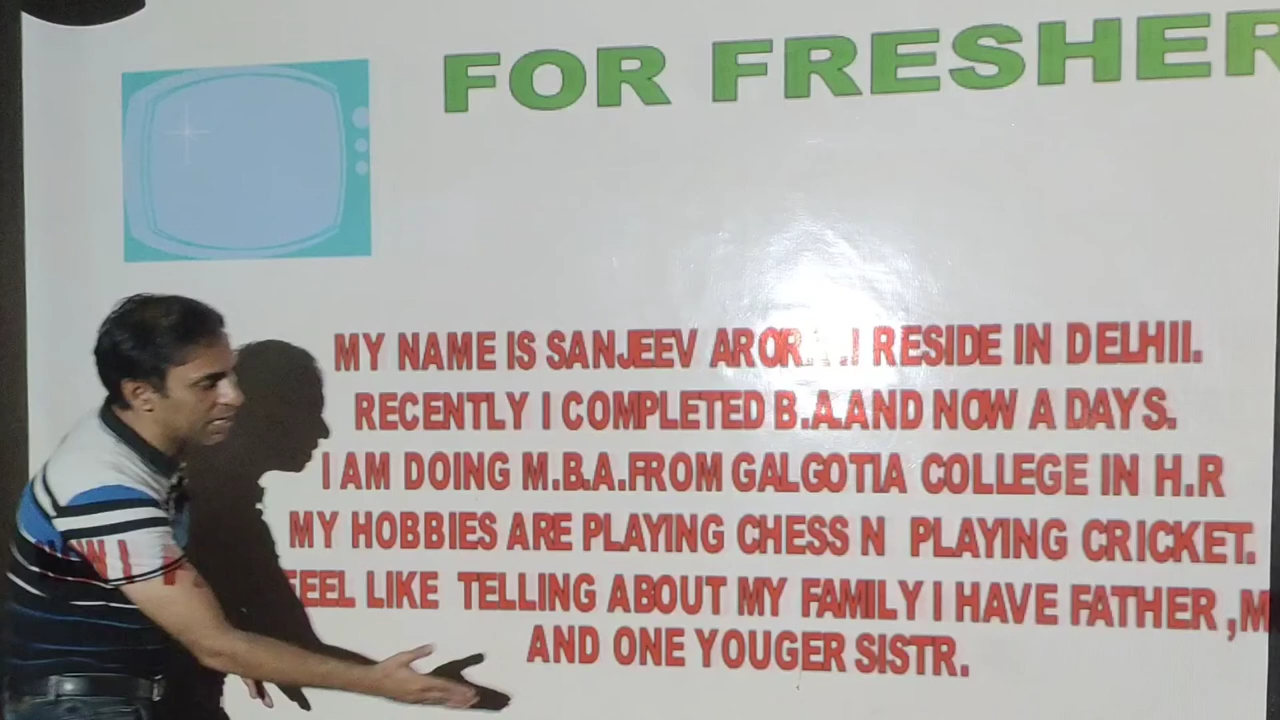 FOR FRESHER
MY NAME IS SANJEEV ARORA .I RESIDE IN DELHII.
RECENTLY I COMPLETED B.A.AND NOW A DAYS.
I AM DOING M.B.A.FROM GALGOTIA COLLEGE IN H.R
MY HOBBIES ARE PLAYING CHESS N PLAYING CRICKET.
FEEL LIKE TELLING ABOUT MY FAMILY I HAVE FATHER ,M
AND ONE YOUGER SISTR.